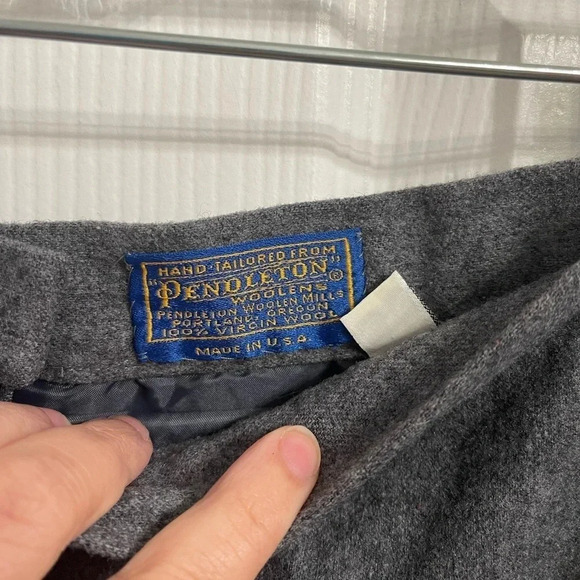 HAND-TAILORED FROM
"PENDLETON"®
WOOLENS
PENDLETON WOOLEN MILLS
PORTLAND, OREGON
100% VIRGIN WOOL
MADE IN U.S.A.